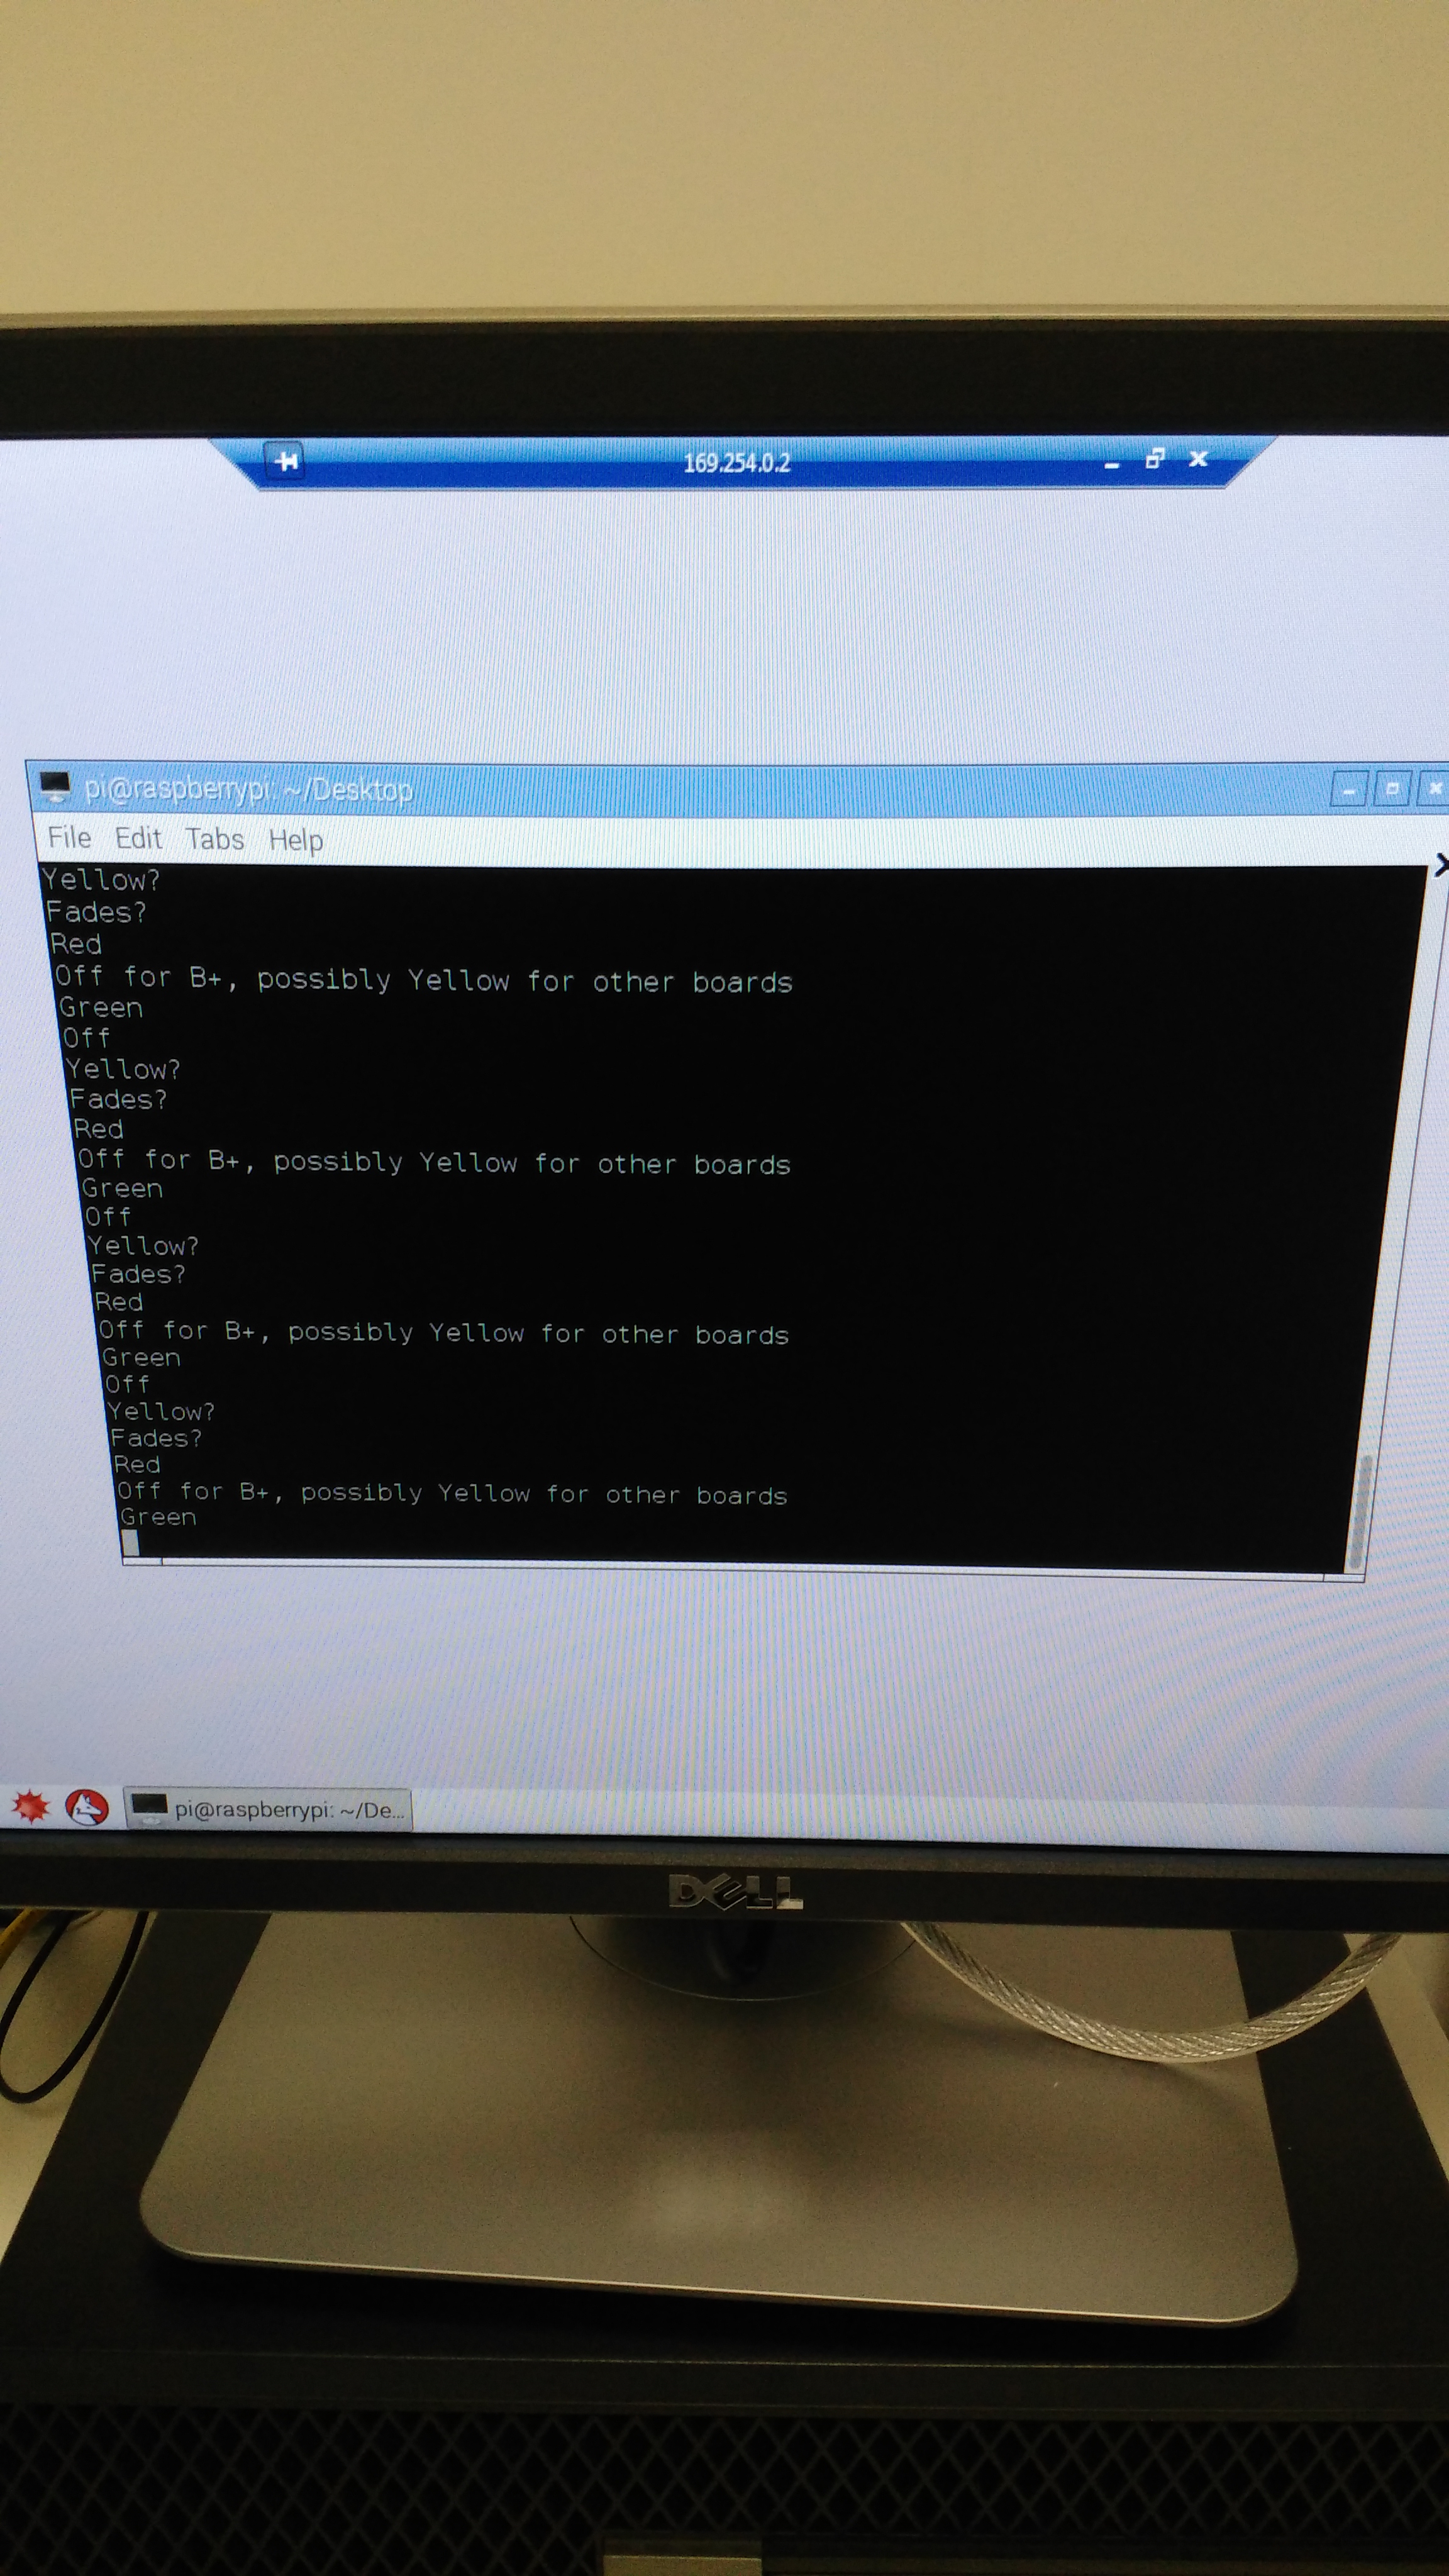 169.254.0.2
pi@raspberrypi: ~/Desktop
File Edit Tabs Help
Yellow?
Fades?
Red
Off for B+, possibly Yellow for other boards
Green
Off
Yellow?
Fades?
Red
Off for B+, possibly Yellow for other boards
Green
Off
Yellow?
Fades?
Red
Off for B+, possibly Yellow for other boards
Green
Off
Yellow?
Fades?
Red
Off for B+, possibly Yellow for other boards
Green
pi@raspberrypi: ~/De...
DELL